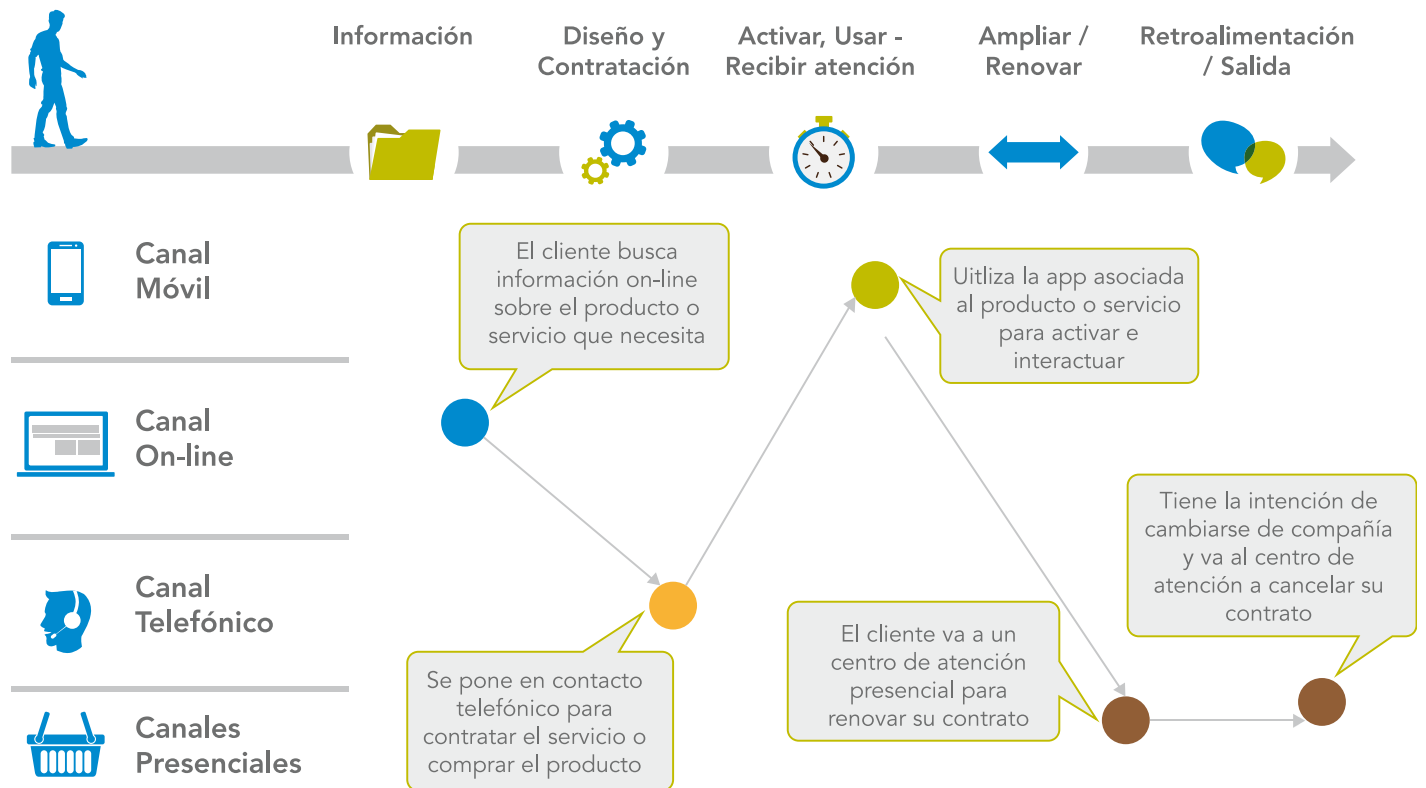 Información
Diseño y
Contratación
Activar, Usar -
Recibir atención
Ampliar /
Renovar
Retroalimentación
/ Salida
Canal
Móvil
El cliente busca
información on-line
sobre el producto o
servicio que necesita
Uitliza la app asociada
al producto o servicio
para activar e
interactuar
Canal
On-line
Canal
Telefónico
Se pone en contacto
telefónico para
contratar el servicio o
comprar el producto
El cliente va a un
centro de atención
presencial para
renovar su contrato
Tiene la intención de
cambiarse de compañía
y va al centro de
atención a cancelar su
contrato
Canales
Presenciales